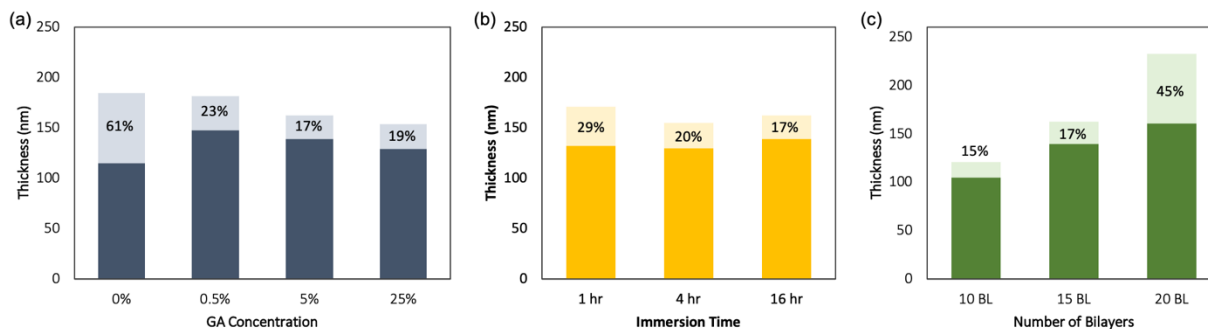 (a)
250
200
150
100
50
0
Thickness (nm)
61%
23%
17%
19%
0% 0.5% 5% 25%
GA Concentration
(b)
250
200
150
100
50
0
Thickness (nm)
29%
20%
17%
1 hr 4 hr 16 hr
Immersion Time
(c)
250
200
150
100
50
0
Thickness (nm)
15%
17%
45%
10 BL 15 BL 20 BL
Number of Bilayers